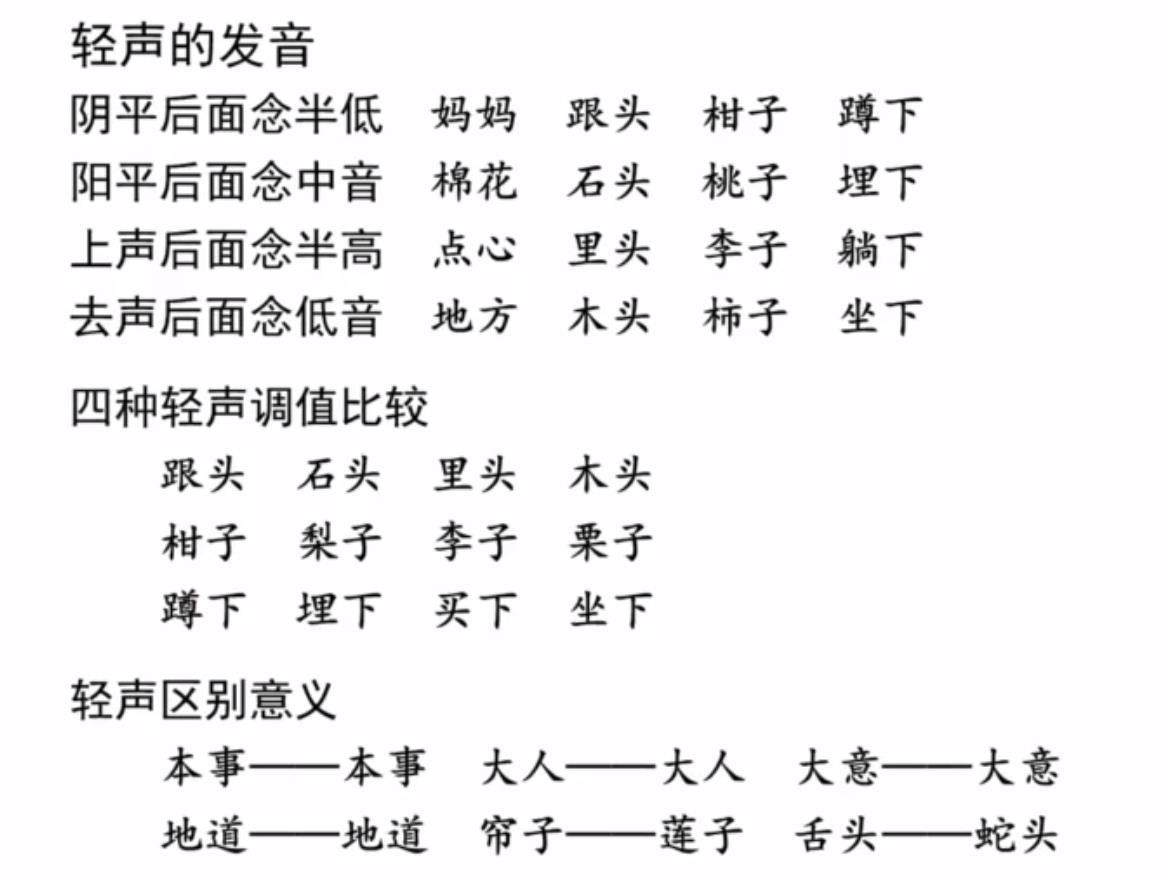 轻声的发音
阴平后面念半低 妈妈 跟头 柑子 蹲下
阳平后面念中音 棉花 石头 桃子 埋下
上声后面念半高 点心 里头 李子 躺下
去声后面念低音 地方 木头 柿子 坐下
四种轻声调值比较
跟头 石头 里头 木头
柑子 梨子 李子 栗子
蹲下 埋下 买下 坐下
轻声区别意义
本事——本事 大人——大人 大意——大意
地道——地道 帘子——莲子 舌头——蛇头